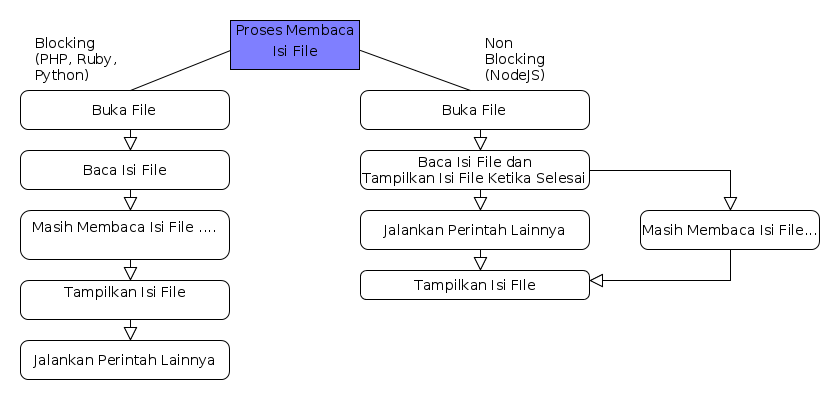 Proses Membaca
Isi File
Blocking
(PHP, Ruby,
Python)
Buka File
Baca Isi File
Masih Membaca Isi File ....
Tampilkan Isi File
Jalankan Perintah Lainnya
Non
Blocking
(NodeJS)
Buka File
Baca Isi File dan
Tampilkan Isi File Ketika Selesai
Jalankan Perintah Lainnya
Masih Membaca Isi File...
Tampilkan Isi FIle